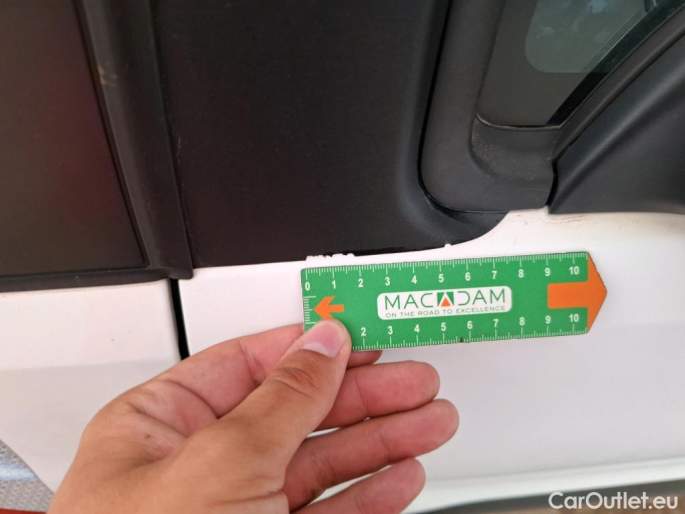 0 1 2 3 4 5 6 7 8 9 10
MACADAM
ON THE ROAD TO EXCELLENCE
2 3 4 5 6 7 8 9 10
CarOutlet.eu